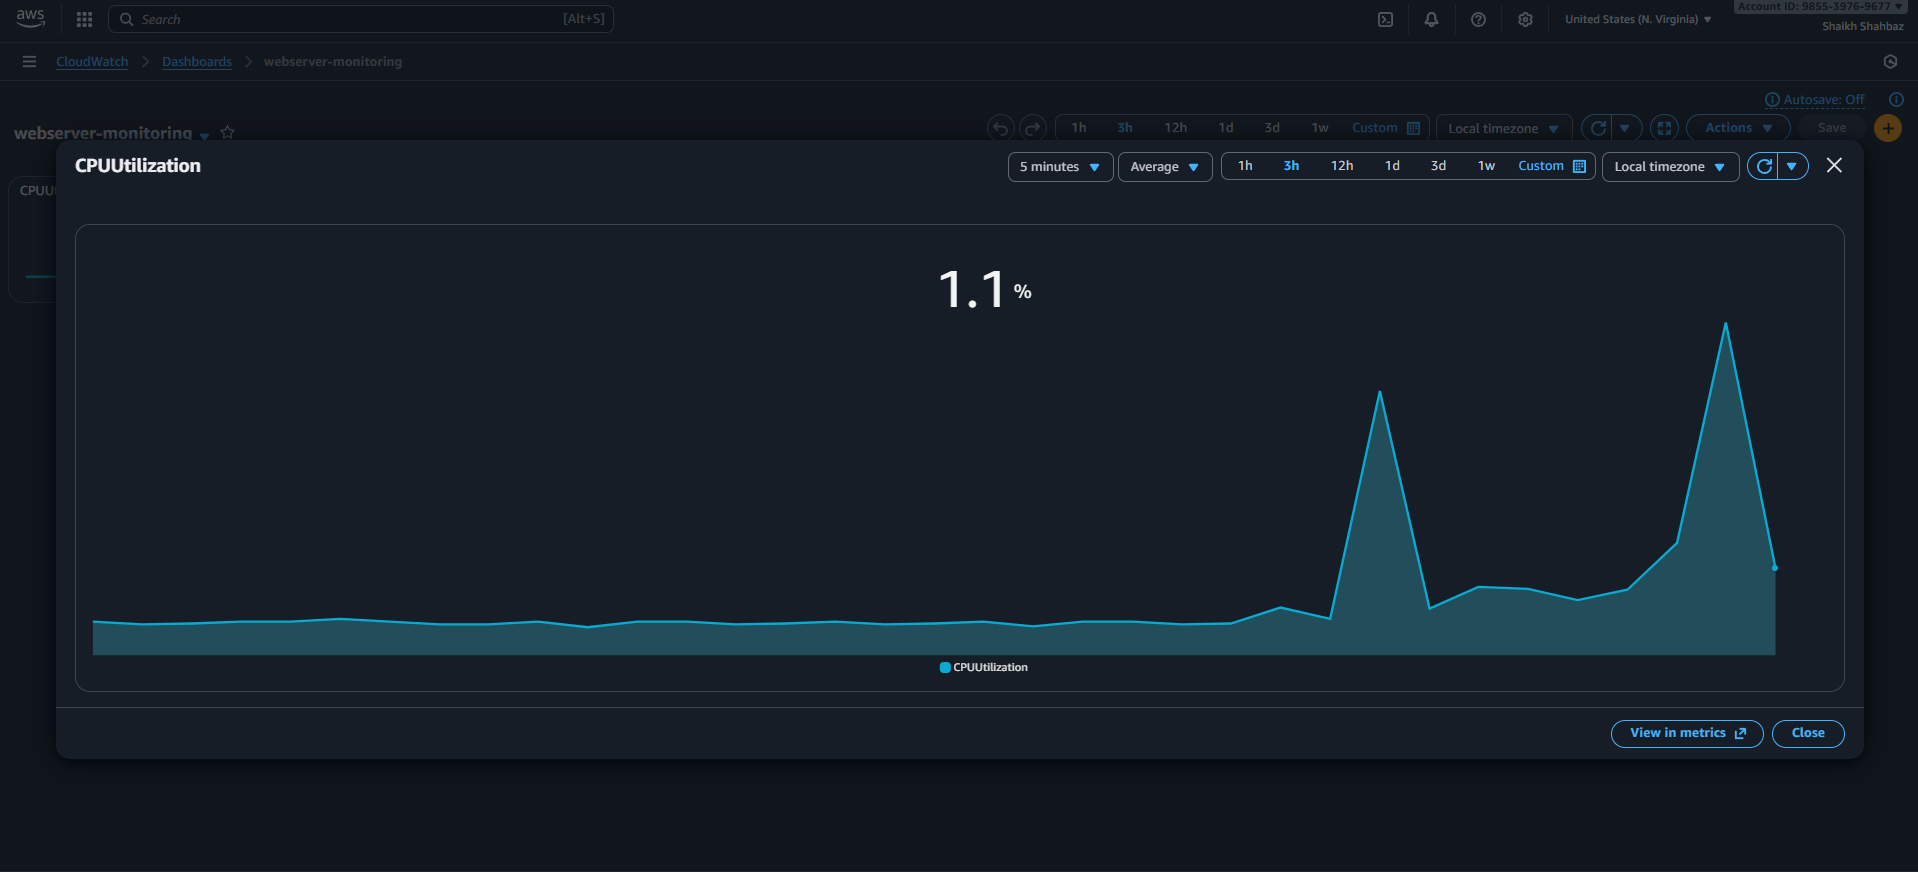 aws
Search [Alt+S]
United States (N. Virginia)
Account ID: 9855-3976-9677
Shaikh Shahbaz
CloudWatch > Dashboards > webserver-monitoring
Autosave: Off
webserver-monitoring
1h 3h 12h 1d 3d 1w Custom Local timezone Actions Save +
CPUUtilization
5 minutes Average 1h 3h 12h 1d 3d 1w Custom Local timezone
CPUU
1.1 %
CPUUtilization
View in metrics Close